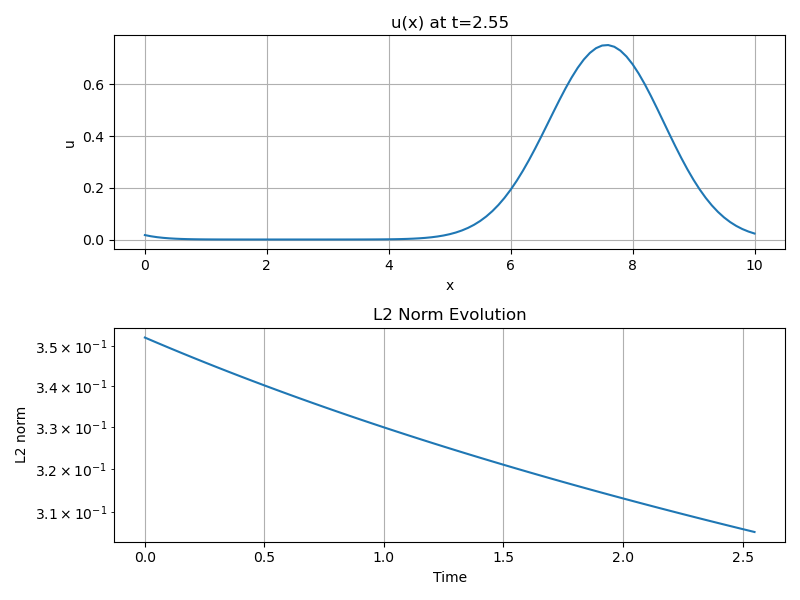 u(x) at t=2.55
u
0.6
0.4
0.2
0.0
0 2 4 6 8 10
x
L2 Norm Evolution
L2 norm
3.5 × 10⁻¹
3.4 × 10⁻¹
3.3 × 10⁻¹
3.2 × 10⁻¹
3.1 × 10⁻¹
0.0 0.5 1.0 1.5 2.0 2.5
Time